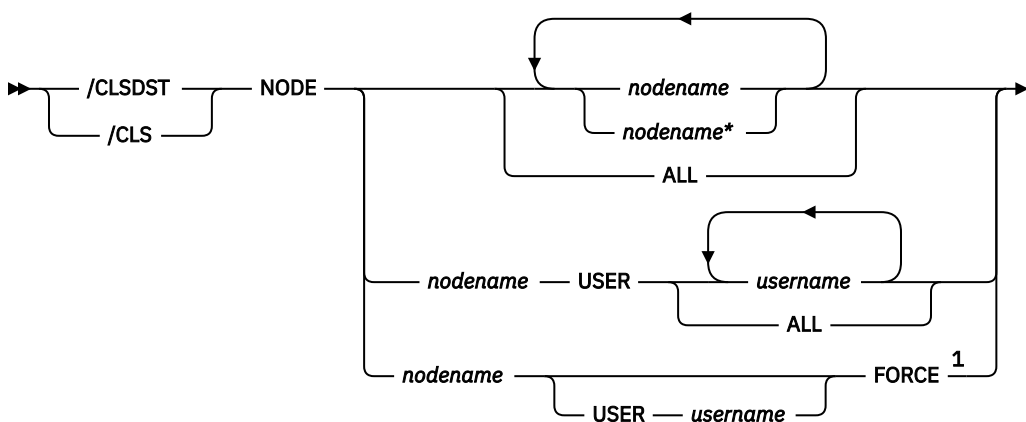 /CLSDST NODE nodename
/CLS nodename*
ALL
nodename USER username
ALL
nodename FORCE 1
USER username